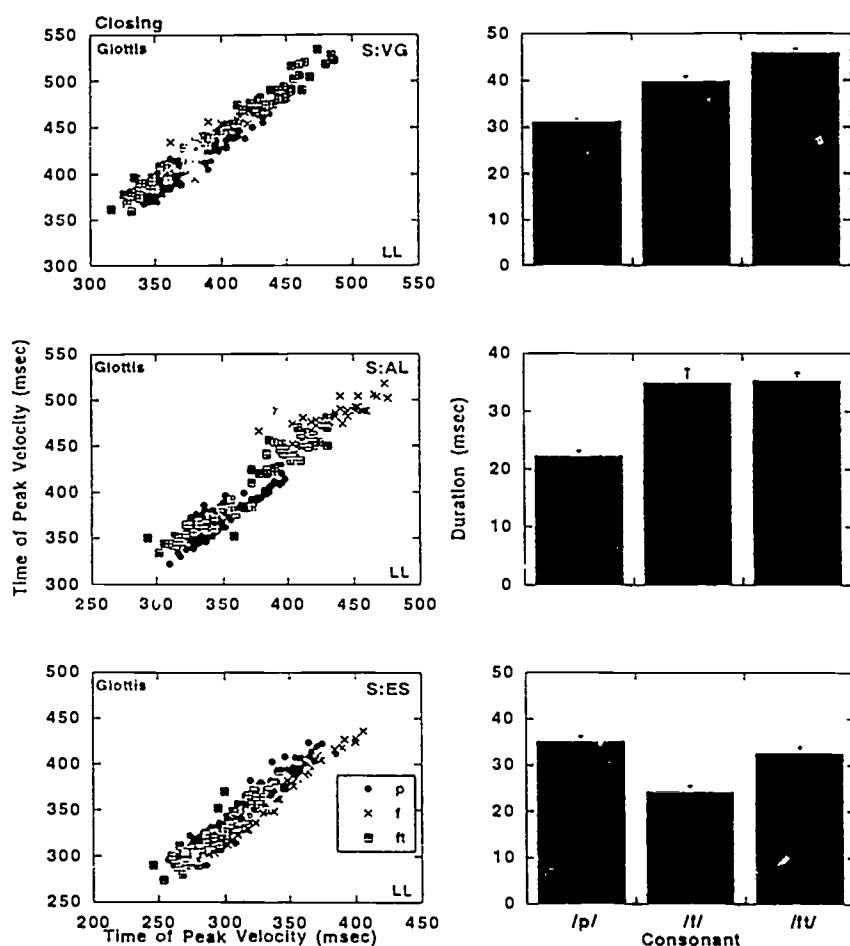 Closing
Glottis S:VG
550
500
450
400
350
300
LL
300 350 400 450 500 550
50
40
30
20
10
0
Glottis S:AL
550
500
450
400
350
300
LL
250 300 350 400 450 500
Time of Peak Velocity (msec)
40
30
20
10
0
Duration (msec)
Glottis S:ES
500
450
400
350
300
250
p
f
ft
LL
200 250 300 350 400 450
Time of Peak Velocity (msec)
50
40
30
20
10
0
/p/ /f/ /ft/
Consonant